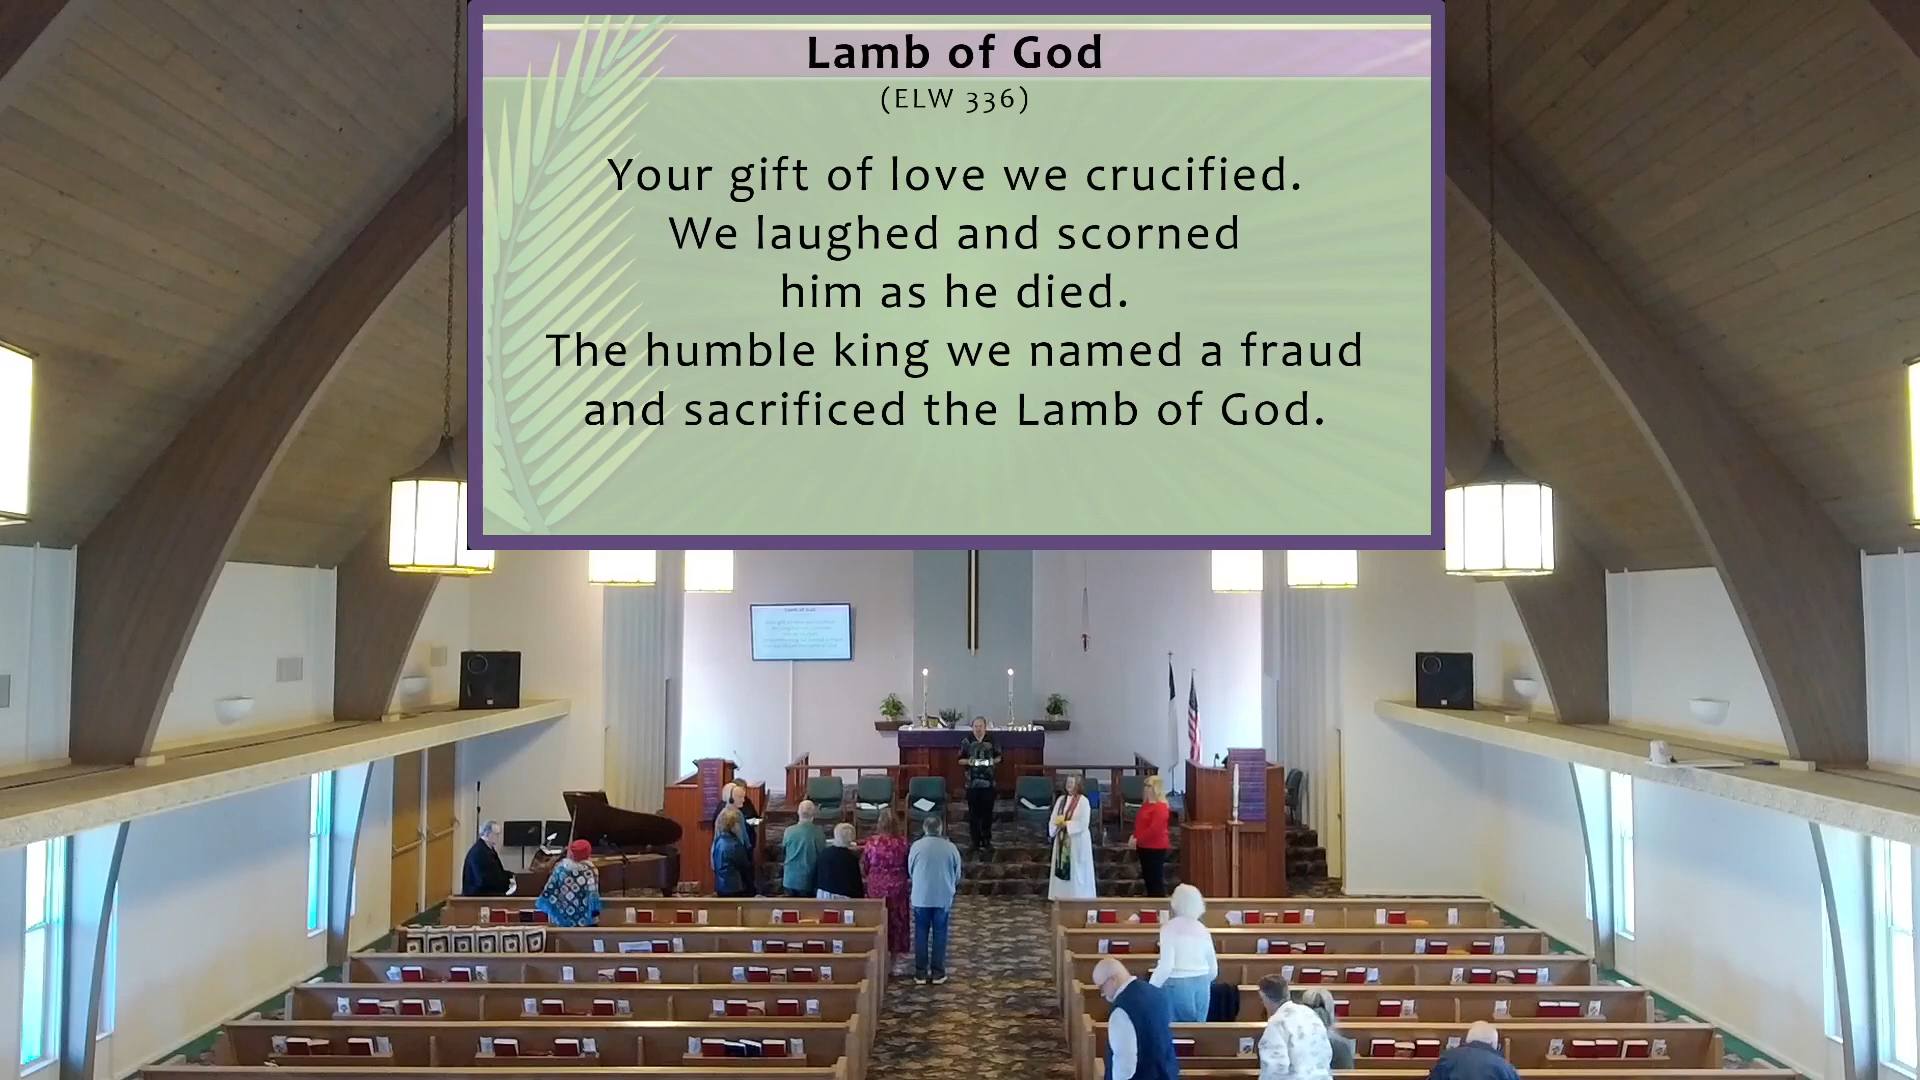 Lamb of God
(ELW 336)
Your gift of love we crucified.
We laughed and scorned
him as he died.
The humble king we named a fraud
and sacrificed the Lamb of God.